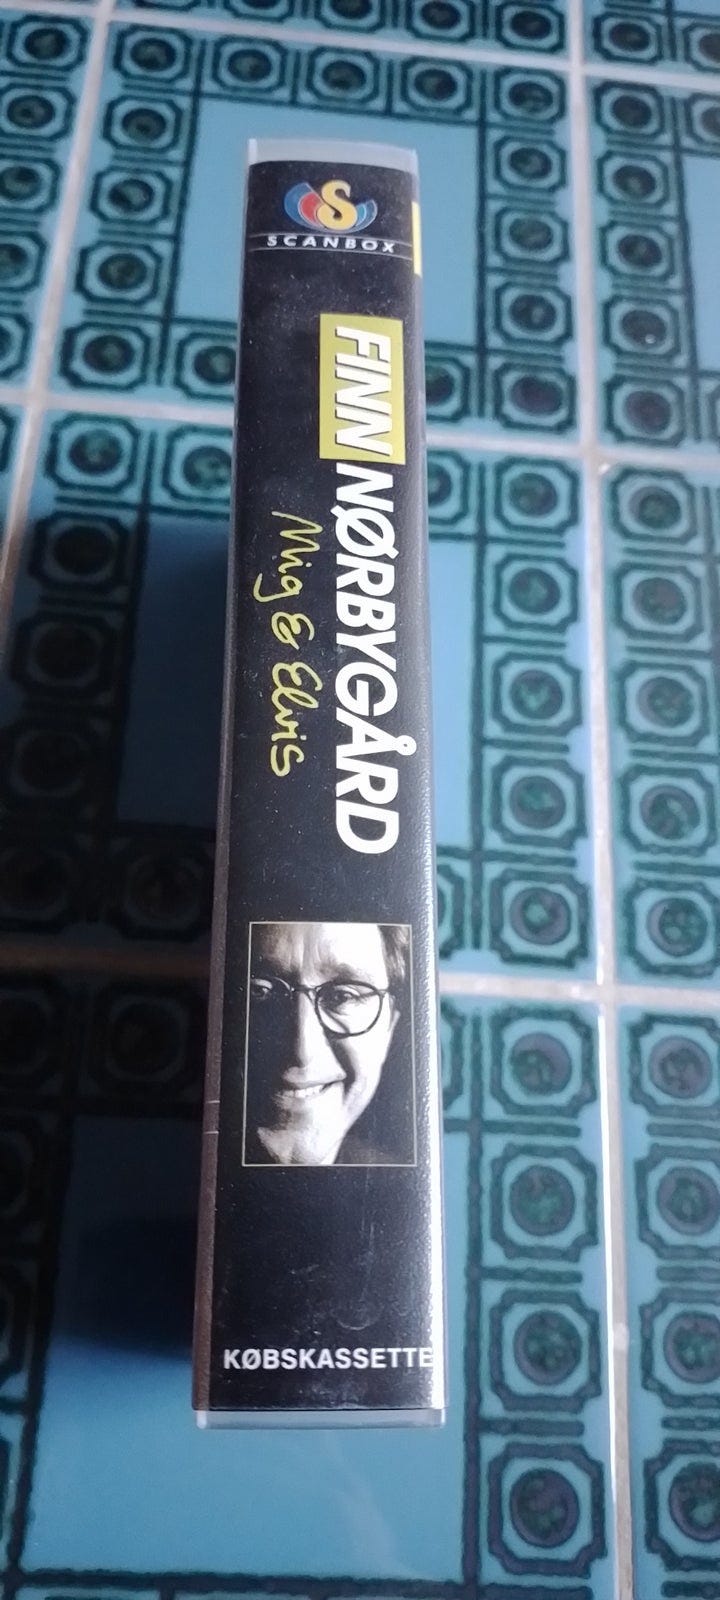 SCANBOX
FINN NØRBYGÅRD
Mig & Elvis
KØBSKASSETTE